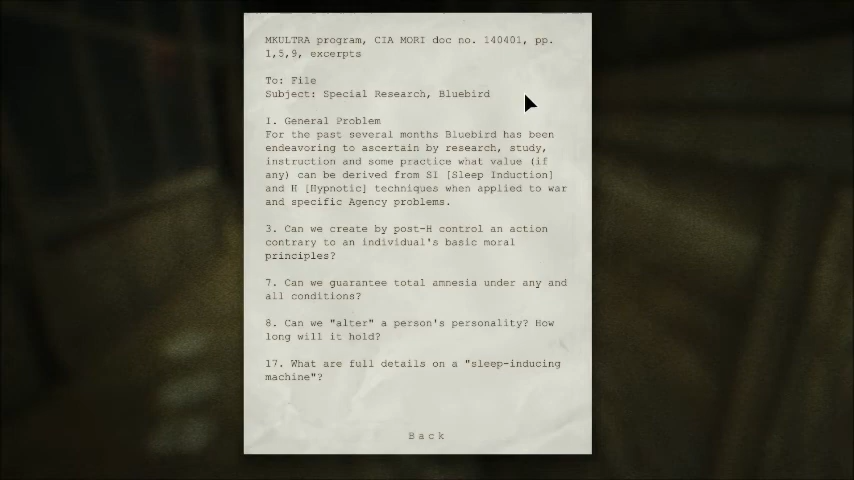 MKULTRA program, CIA MORI doc no. 140401, pp.
1,5,9, excerpts
To: File
Subject: Special Research, Bluebird
1. General Problem
For the past several months Bluebird has been
endeavoring to ascertain by research, study,
instruction and some practice what value (if
any) can be derived from SI [Sleep Induction]
and H [Hypnotic] techniques when applied to war
and specific Agency problems.
3. Can we create by post-H control an action
contrary to an individual's basic moral
principles?
7. Can we guarantee total amnesia under any and
all conditions?
8. Can we "alter" a person's personality? How
long will it hold?
17. What are full details on a "sleep-inducing
machine"?
Back